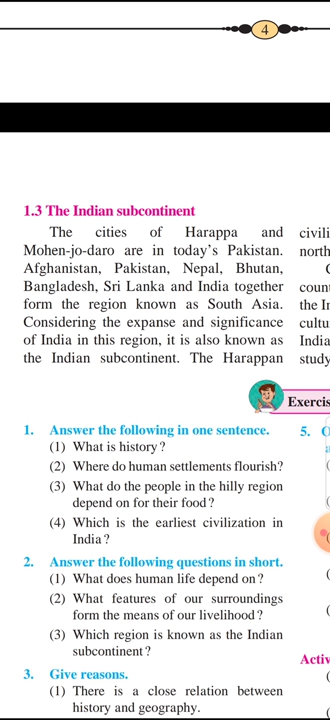 4
1.3 The Indian subcontinent
The cities of Harappa and
Mohen-jo-daro are in today's Pakistan.
Afghanistan, Pakistan, Nepal, Bhutan,
Bangladesh, Sri Lanka and India together
form the region known as South Asia.
Considering the expanse and significance
of India in this region, it is also known as
the Indian subcontinent. The Harappan
civili
north
coun
the In
cultu
India
study
Exercis
1. Answer the following in one sentence.
(1) What is history?
(2) Where do human settlements flourish?
(3) What do the people in the hilly region
depend on for their food?
(4) Which is the earliest civilization in
India?
2. Answer the following questions in short.
(1) What does human life depend on?
(2) What features of our surroundings
form the means of our livelihood?
(3) Which region is known as the Indian
subcontinent?
3. Give reasons.
(1) There is a close relation between
history and geography.
5.
Activ